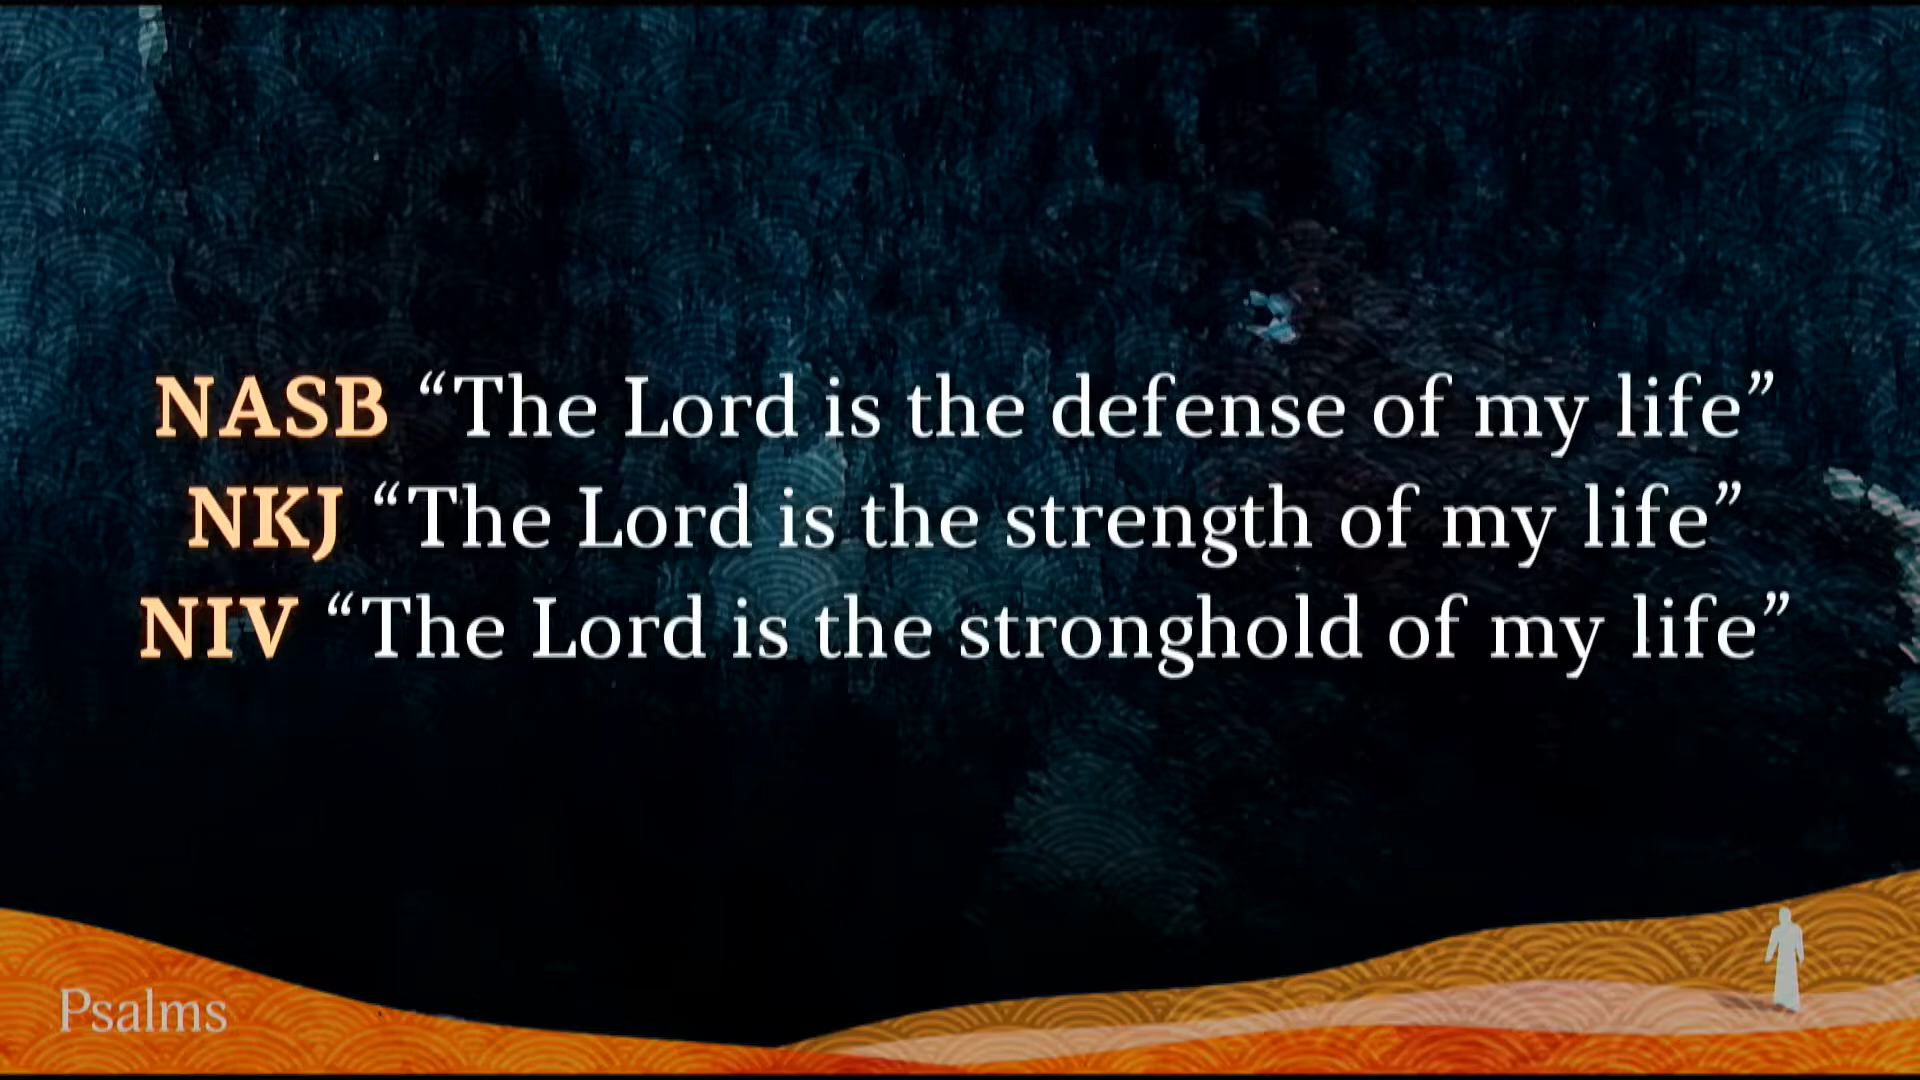 NASB “The Lord is the defense of my life”
NKJ “The Lord is the strength of my life”
NIV “The Lord is the stronghold of my life”
Psalms